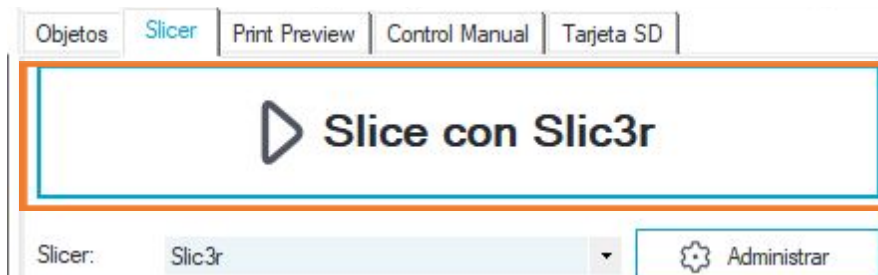 Objetos Slicer Print Preview Control Manual Tarjeta SD
Slice con Slic3r
Slicer: Slic3r Administrar